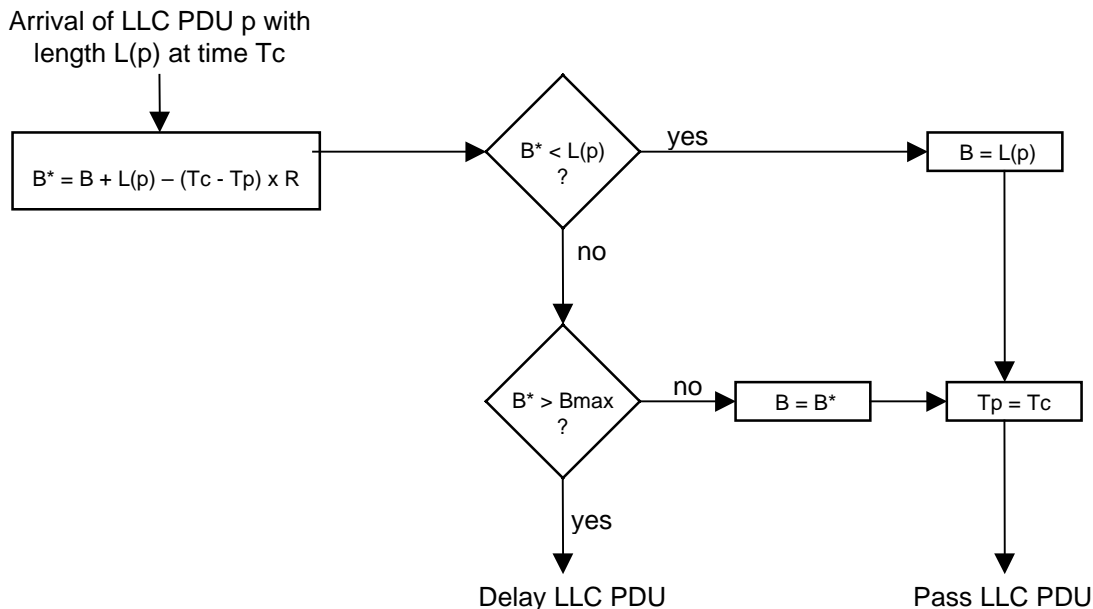 Arrival of LLC PDU p with
length L(p) at time Tc
B* = B + L(p) – (Tc - Tp) x R
B* < L(p)
?
yes
B = L(p)
no
B* > Bmax
?
no
B = B*
Tp = Tc
yes
Delay LLC PDU
Pass LLC PDU